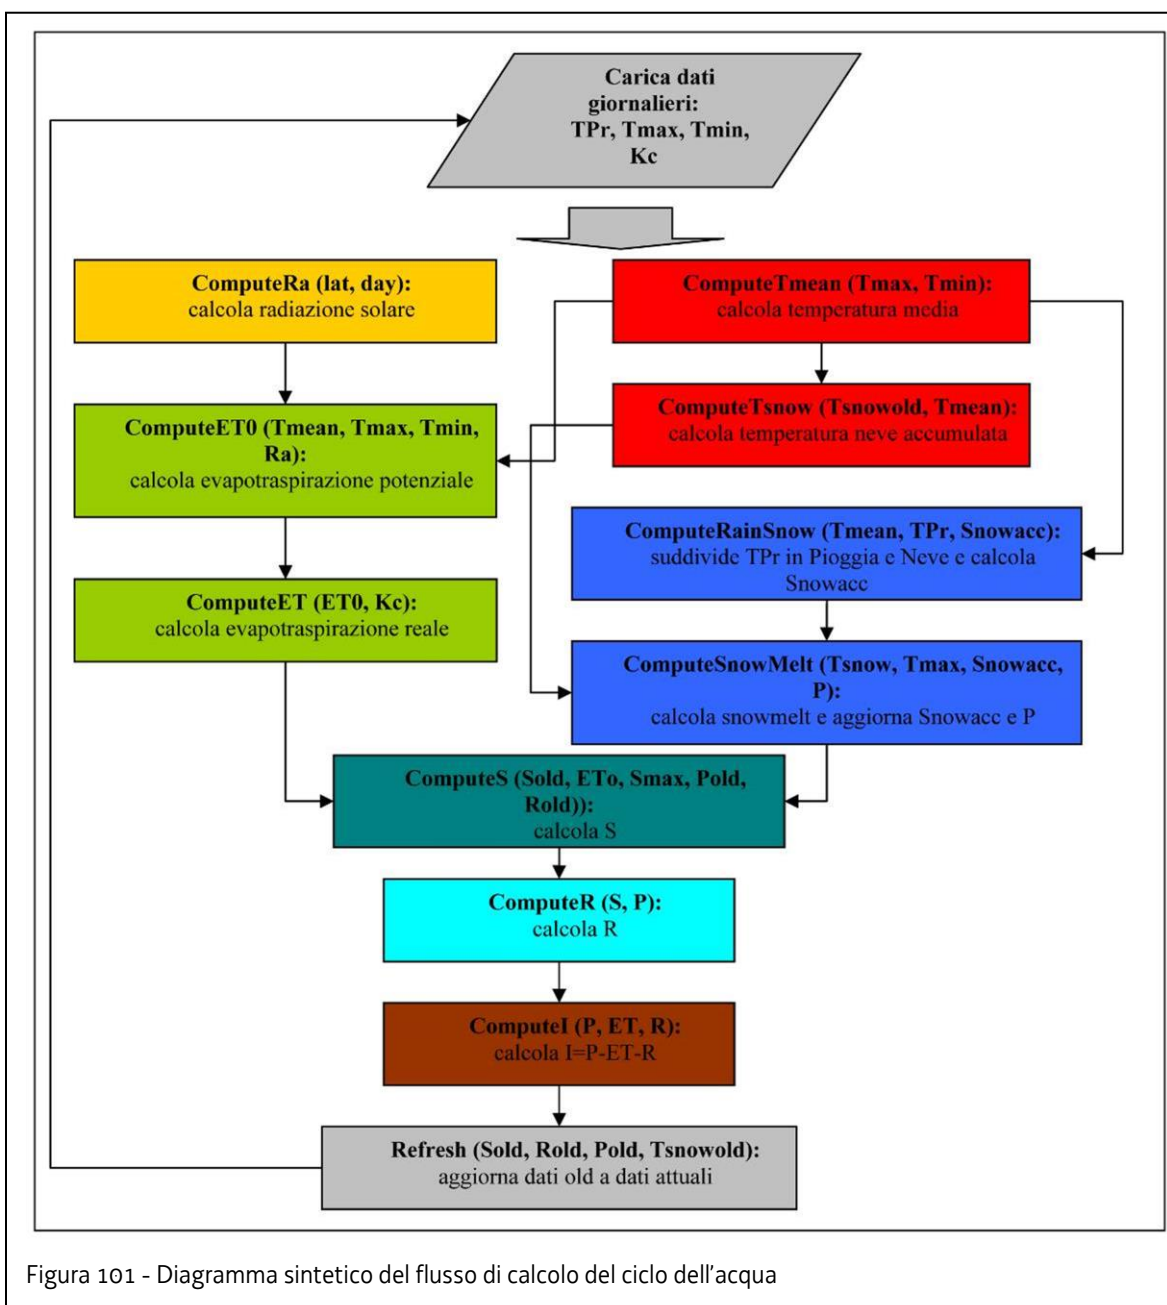 Carica dati
giornalieri:
TPr, Tmax, Tmin,
Kc
ComputeRa (lat, day):
calcola radiazione solare
ComputeTmean (Tmax, Tmin):
calcola temperatura media
ComputeTsnow (Tsnowold, Tmean):
calcola temperatura neve accumulata
ComputeET0 (Tmean, Tmax, Tmin,
Ra):
calcola evapotraspirazione potenziale
ComputeRainSnow (Tmean, TPr, Snowacc):
suddivide TPr in Pioggia e Neve e calcola
Snowacc
ComputeET (ET0, Kc):
calcola evapotraspirazione reale
ComputeSnowMelt (Tsnow, Tmax, Snowacc,
P):
calcola snowmelt e aggiorna Snowacc e P
ComputeS (Sold, ETo, Smax, Pold,
Rold)):
calcola S
ComputeR (S, P):
calcola R
ComputeI (P, ET, R):
calcola I=P-ET-R
Refresh (Sold, Rold, Pold, Tsnowold):
aggiorna dati old a dati attuali
Figura 101 - Diagramma sintetico del flusso di calcolo del ciclo dell'acqua